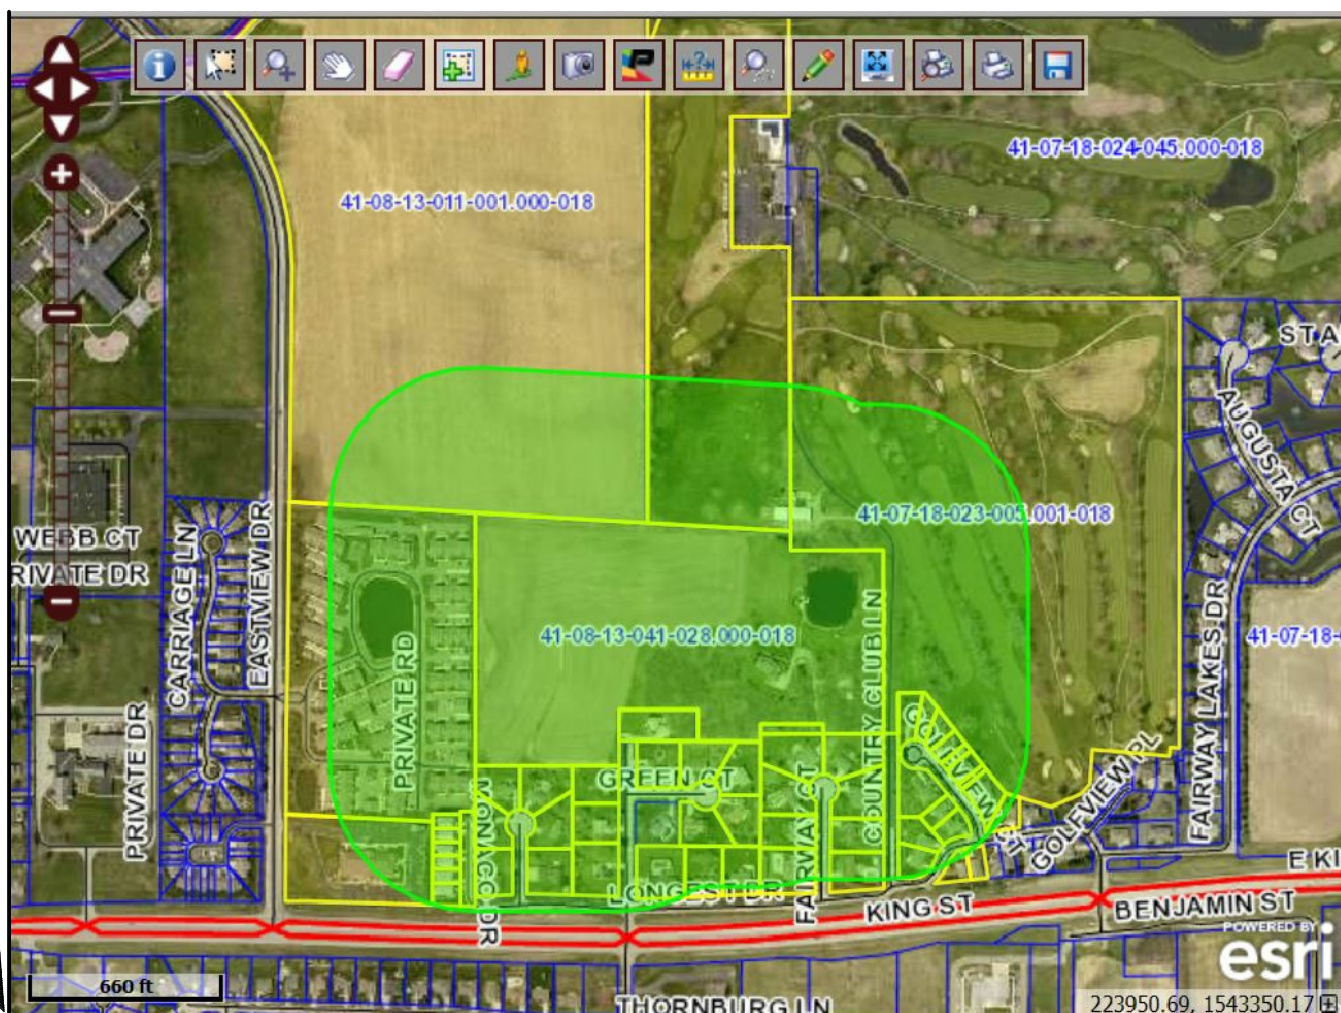 41-07-18-024-045.000-018
41-08-13-011-001.000-018
STA
AUGUSTA CT
41-07-18-023-005.001-018
WEBB CT
RIVATE DR
CARRIAGE LN
EASTVIEW DR
41-08-13-041-028.000-018
41-07-18-
PRIVATE RD
COUNTRY CLUB LN
FAIRWAY LAKES DR
PRIVATE DR
GREEN CT
GOLFVIEW CT
GOLFVIEW PL
FAIRWAY CT
LONGEST DR
KING ST
E KI
BENJAMIN ST
POWERED BY
esri
660 ft
THORNBURG LN
223950.69, 1543350.17